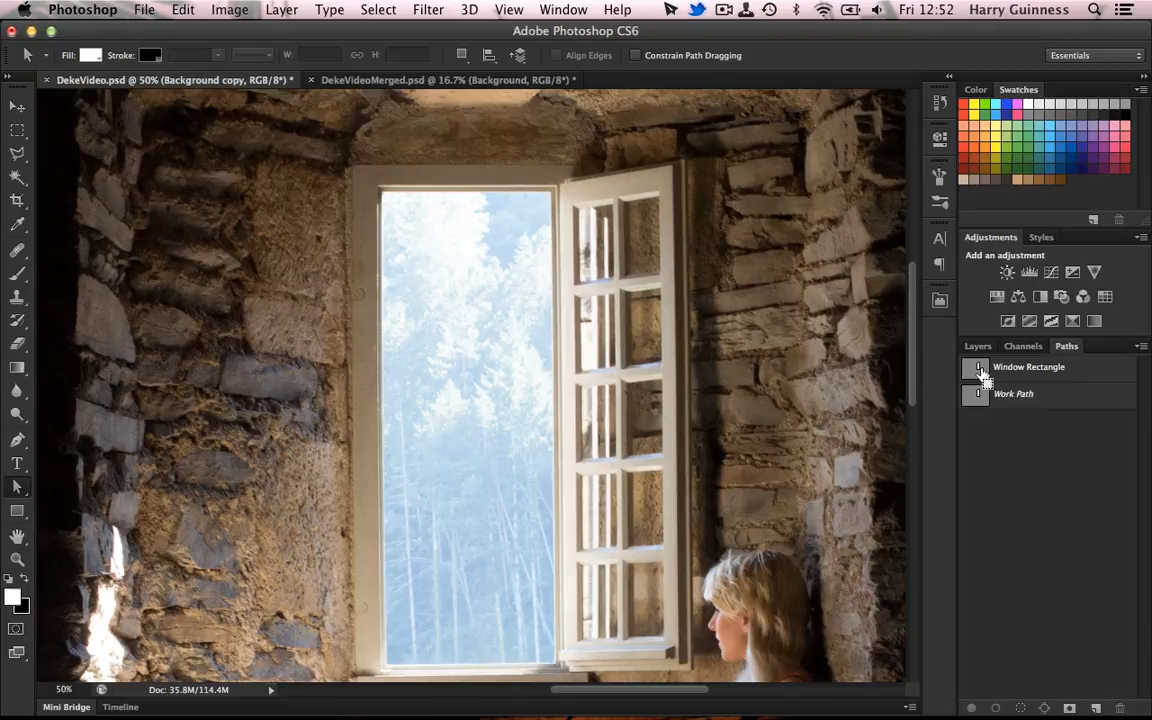 Photoshop File Edit Image Layer Type Select Filter 3D View Window Help Fri 12:52 Harry Guinness
Adobe Photoshop CS6
Fill: Stroke: W: H: Align Edges Constrain Path Dragging Essentials
DekeVideo.psd @ 50% (Background copy, RGB/8*) * DekeVideoMerged.psd @ 16.7% (Background, RGB/8*) *
Color Swatches
Adjustments Styles
Add an adjustment
Layers Channels Paths
Window Rectangle
Work Path
50% Doc: 35.8M/114.4M
Mini Bridge Timeline